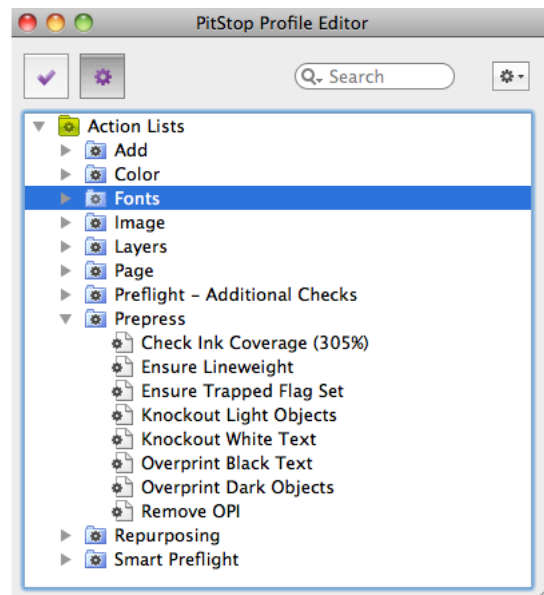 PitStop Profile Editor
Search
Action Lists
Add
Color
Fonts
Image
Layers
Page
Preflight – Additional Checks
Prepress
Check Ink Coverage (305%)
Ensure Lineweight
Ensure Trapped Flag Set
Knockout Light Objects
Knockout White Text
Overprint Black Text
Overprint Dark Objects
Remove OPI
Repurposing
Smart Preflight